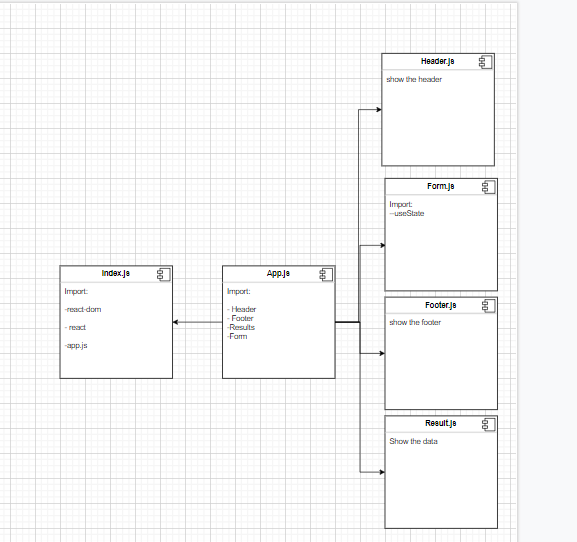 Header.js
show the header
Form.js
Import:
--useState
Index.js
Import:
-react-dom
- react
-app.js
App.js
Import:
- Header
- Footer
-Results
-Form
Footer.js
show the footer
Result.js
Show the data